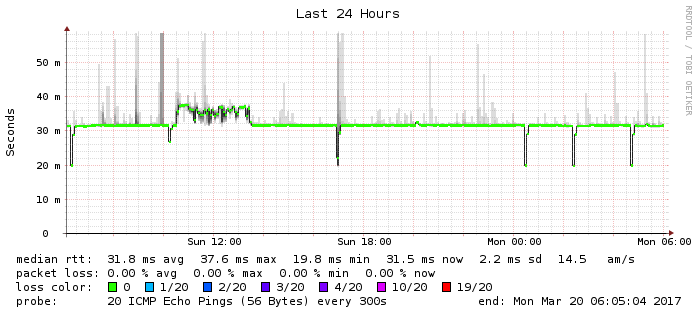 Last 24 Hours
RRDTOOL / TOBI OETIKER
Seconds
50 m
40 m
30 m
20 m
10 m
0
Sun 12:00 Sun 18:00 Mon 00:00 Mon 06:00
median rtt: 31.8 ms avg 37.6 ms max 19.8 ms min 31.5 ms now 2.2 ms sd 14.5 am/s
packet loss: 0.00 % avg 0.00 % max 0.00 % min 0.00 % now
loss color: 0 1/20 2/20 3/20 4/20 10/20 19/20
probe: 20 ICMP Echo Pings (56 Bytes) every 300s end: Mon Mar 20 06:05:04 2017